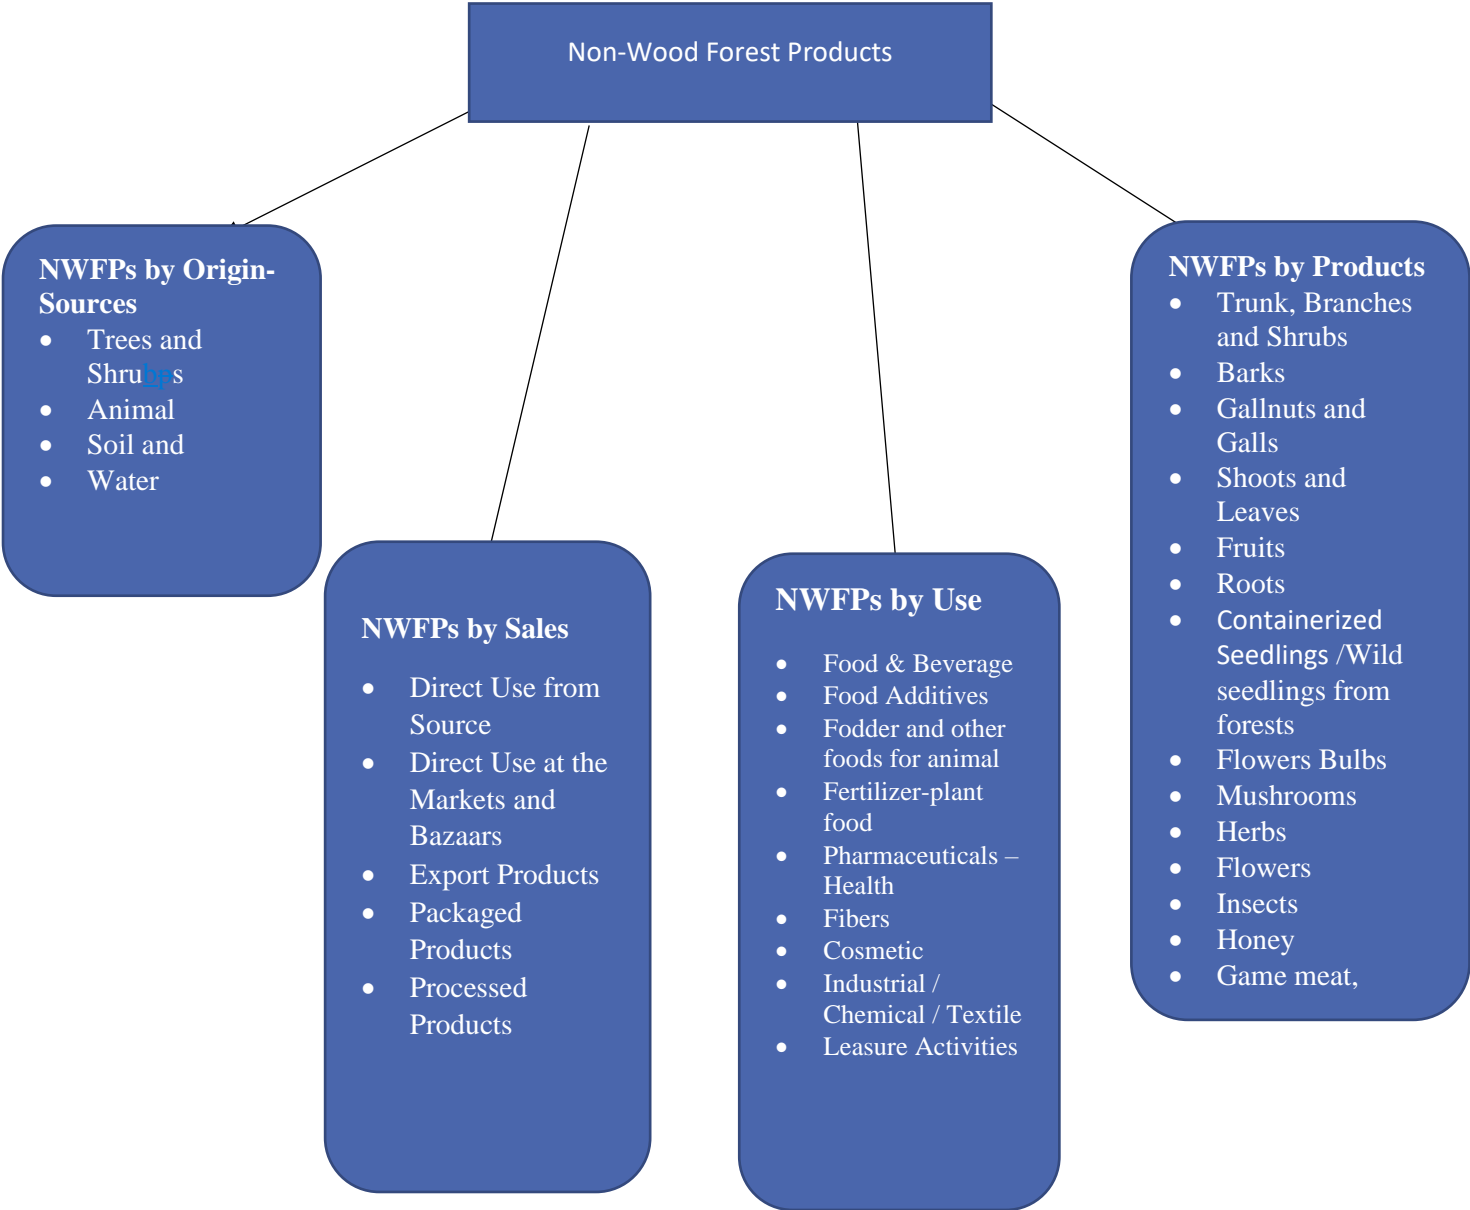 Non-Wood Forest Products
NWFPs by Origin-
Sources
• Trees and
Shrubps
• Animal
• Soil and
• Water
NWFPs by Sales
• Direct Use from
Source
• Direct Use at the
Markets and
Bazaars
• Export Products
• Packaged
Products
• Processed
Products
NWFPs by Use
• Food & Beverage
• Food Additives
• Fodder and other
foods for animal
• Fertilizer-plant
food
• Pharmaceuticals –
Health
• Fibers
• Cosmetic
• Industrial /
Chemical / Textile
• Leasure Activities
NWFPs by Products
• Trunk, Branches
and Shrubs
• Barks
• Gallnuts and
Galls
• Shoots and
Leaves
• Fruits
• Roots
• Containerized
Seedlings /Wild
seedlings from
forests
• Flowers Bulbs
• Mushrooms
• Herbs
• Flowers
• Insects
• Honey
• Game meat,